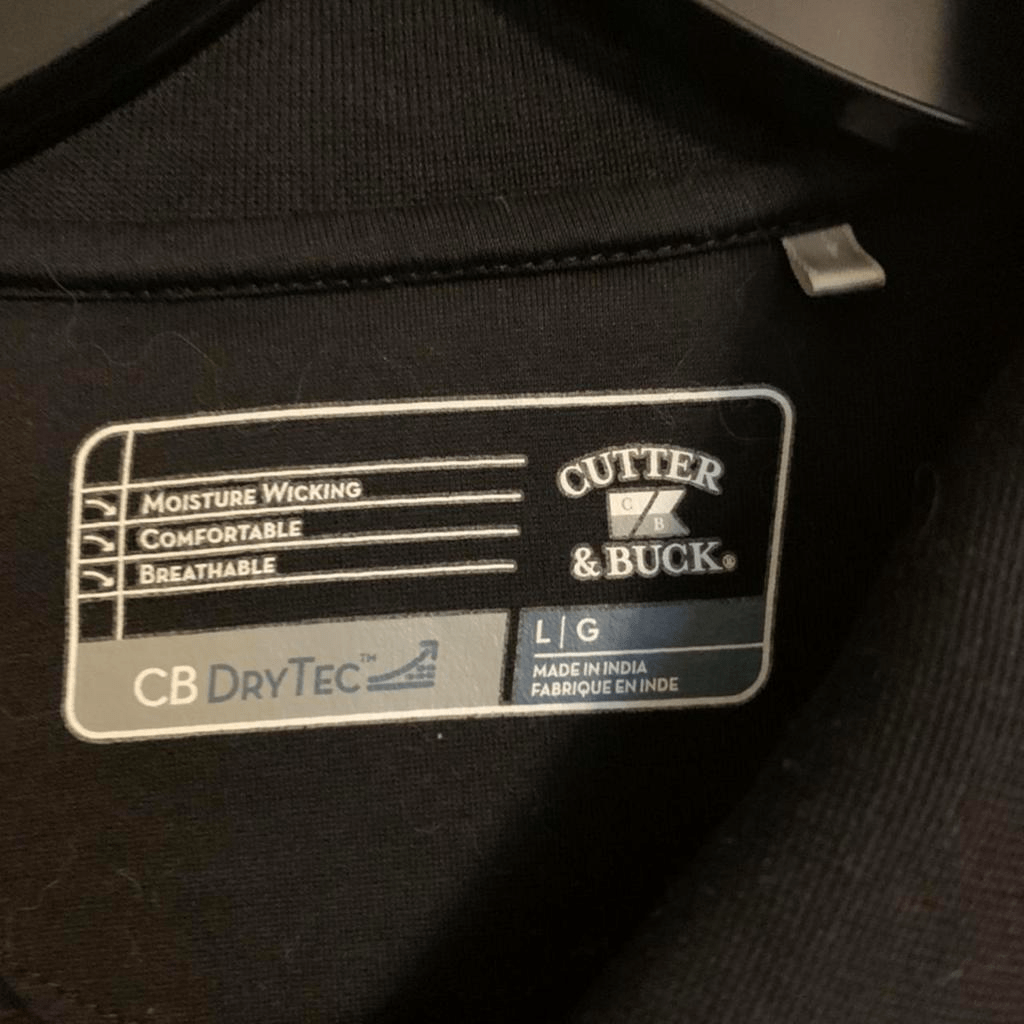 MOISTURE WICKING
COMFORTABLE
BREATHABLE
CUTTER
C B
& BUCK®
CB DRYTEC™
L | G
MADE IN INDIA
FABRIQUE EN INDE